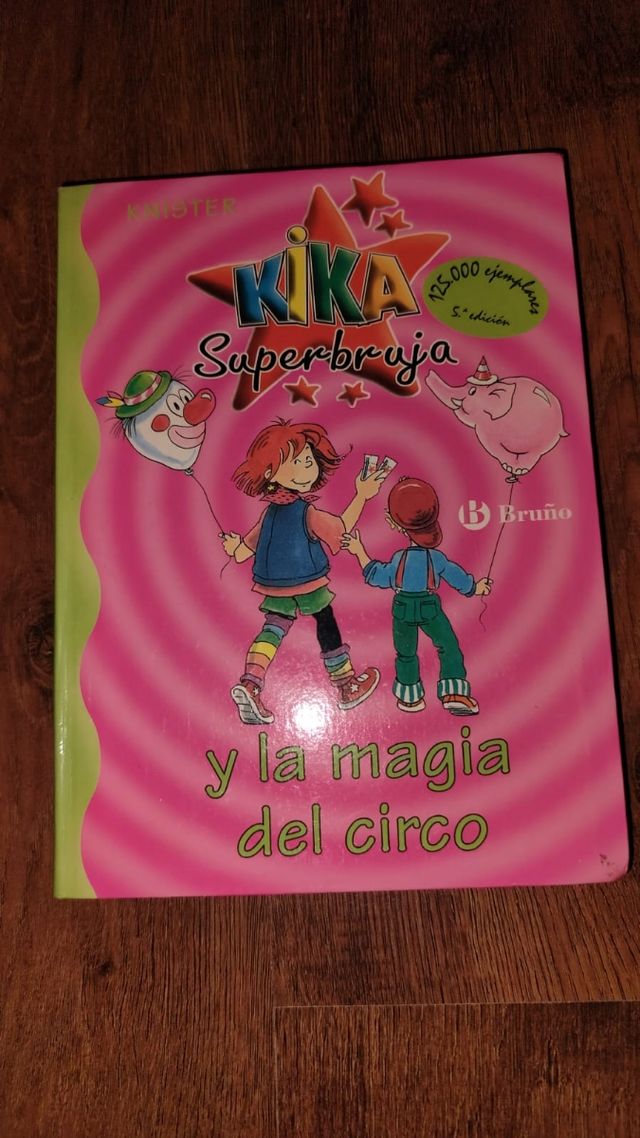 KNISTER
KIKA
Superbruja
125.000 ejemplares
5.ª edición
B Bruño
y la magia
del circo